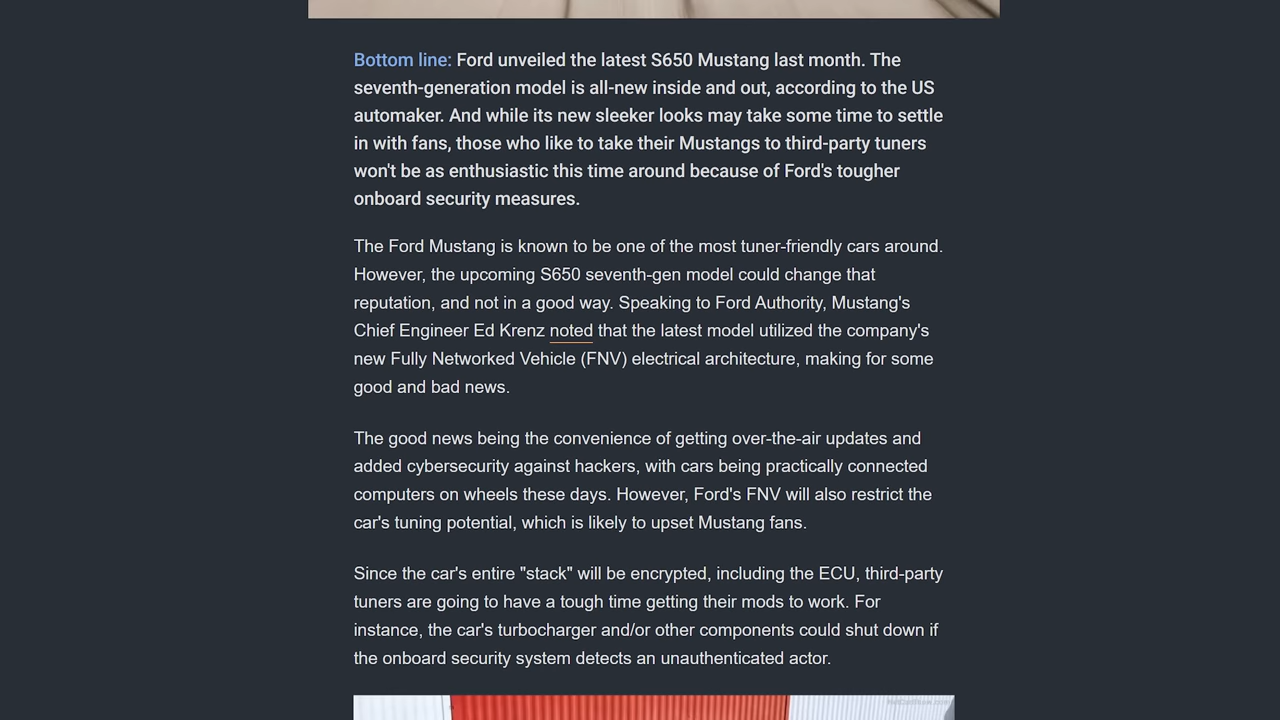 Bottom line: Ford unveiled the latest S650 Mustang last month. The
seventh-generation model is all-new inside and out, according to the US
automaker. And while its new sleeker looks may take some time to settle
in with fans, those who like to take their Mustangs to third-party tuners
won't be as enthusiastic this time around because of Ford's tougher
onboard security measures.
The Ford Mustang is known to be one of the most tuner-friendly cars around.
However, the upcoming S650 seventh-gen model could change that
reputation, and not in a good way. Speaking to Ford Authority, Mustang's
Chief Engineer Ed Krenz noted that the latest model utilized the company's
new Fully Networked Vehicle (FNV) electrical architecture, making for some
good and bad news.
The good news being the convenience of getting over-the-air updates and
added cybersecurity against hackers, with cars being practically connected
computers on wheels these days. However, Ford's FNV will also restrict the
car's tuning potential, which is likely to upset Mustang fans.
Since the car's entire "stack" will be encrypted, including the ECU, third-party
tuners are going to have a tough time getting their mods to work. For
instance, the car's turbocharger and/or other components could shut down if
the onboard security system detects an unauthenticated actor.